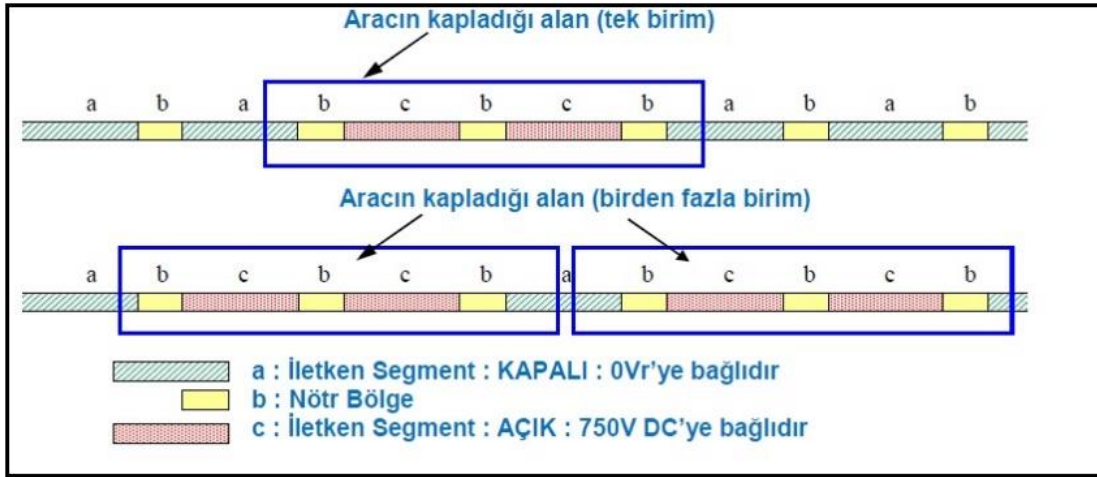 Aracın kapladığı alan (tek birim)
a b a b c b c b a b a b
Aracın kapladığı alan (birden fazla birim)
a b c b c b a b c b c b
a : İletken Segment : KAPALI : 0Vr'ye bağlıdır
b : Nötr Bölge
c : İletken Segment : AÇIK : 750V DC'ye bağlıdır